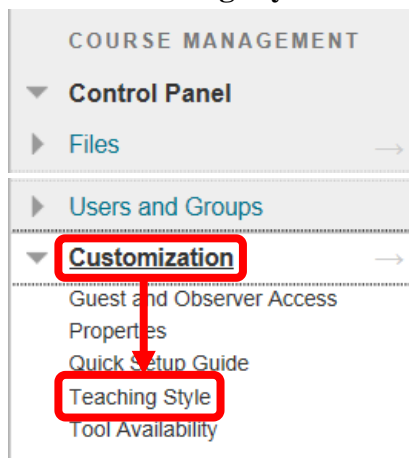 COURSE MANAGEMENT
Control Panel
Files
Users and Groups
Customization
Guest and Observer Access
Properties
Quick Setup Guide
Teaching Style
Tool Availability